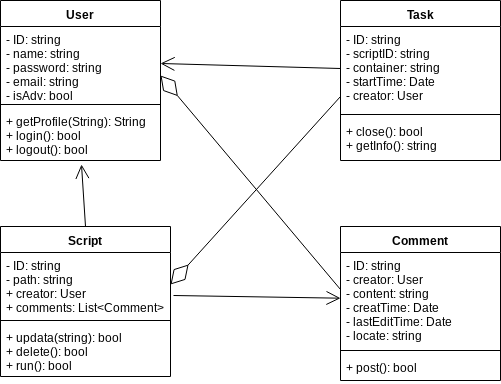 User
- ID: string
- name: string
- password: string
- email: string
- isAdv: bool
+ getProfile(String): String
+ login(): bool
+ logout(): bool
Task
- ID: string
- scriptID: string
- container: string
- startTime: Date
- creator: User
+ close(): bool
+ getInfo(): string
Script
- ID: string
- path: string
+ creator: User
+ comments: List<Comment>
+ updata(string): bool
+ delete(): bool
+ run(): bool
Comment
- ID: string
- creator: User
- content: string
- creatTime: Date
- lastEditTime: Date
- locate: string
+ post(): bool